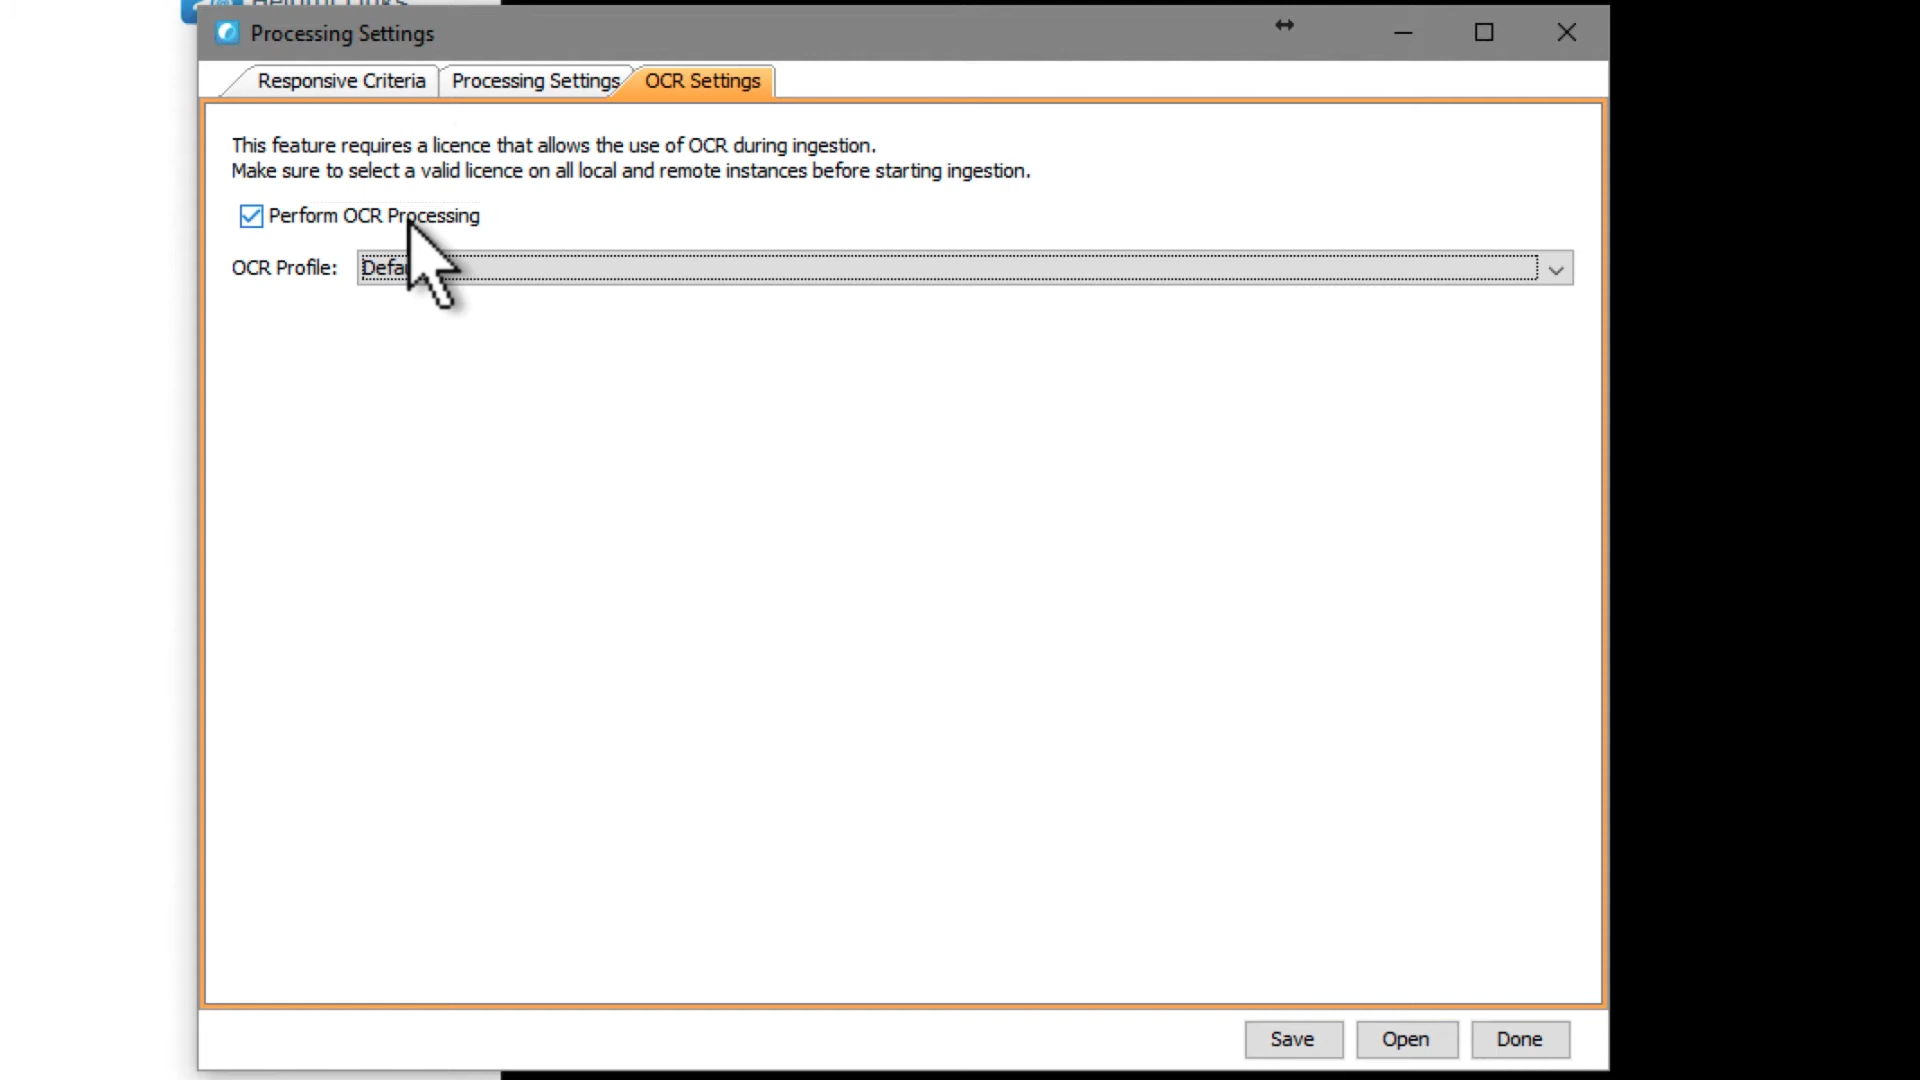 Processing Settings
Responsive Criteria
Processing Settings
OCR Settings
This feature requires a licence that allows the use of OCR during ingestion.
Make sure to select a valid licence on all local and remote instances before starting ingestion.
Perform OCR Processing
OCR Profile:
Save
Open
Done